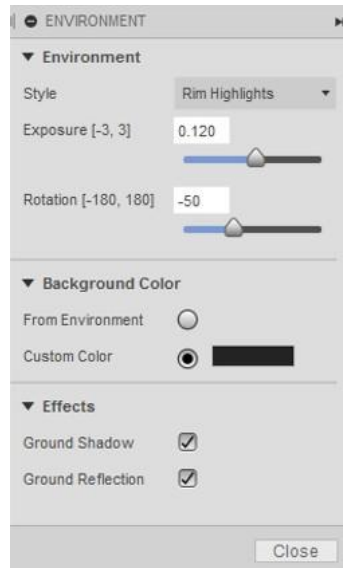 ENVIRONMENT
Environment
Style Rim Highlights
Exposure [-3, 3] 0.120
Rotation [-180, 180] -50
Background Color
From Environment
Custom Color
Effects
Ground Shadow
Ground Reflection
Close